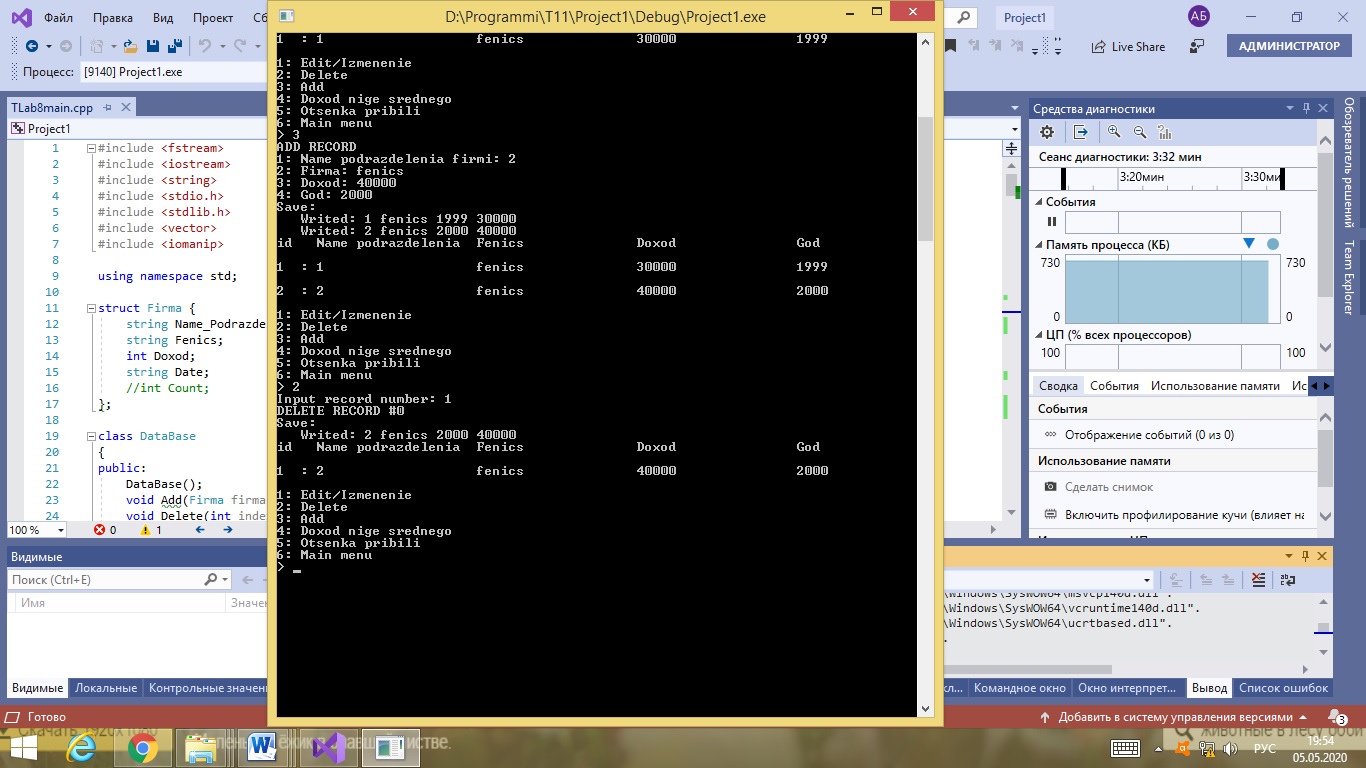 Файл Правка Вид Проект
D:\Programmi\T11\Project1\Debug\Project1.exe
Project1
АБ
Live Share
АДМИНИСТРАТОР
Процесс: [9140] Project1.exe
TLab8main.cpp
Project1
1 #include <fstream>
2 #include <iostream>
3 #include <string>
4 #include <stdio.h>
5 #include <stdlib.h>
6 #include <vector>
7 #include <iomanip>
8
9 using namespace std;
10
11 struct Firma {
12 string Name_Podrazde
13 string Fenics;
14 int Doxod;
15 string Date;
16 //int Count;
17 };
18
19 class DataBase
20 {
21 public:
22 DataBase();
23 void Add(Firma firma
24 void Delete(int inde
100 %
0
1
1 : 1 fenics 30000 1999
1: Edit/Izmenenie
2: Delete
3: Add
4: Doxod nige srednego
5: Otsenka pribili
6: Main menu
> 3
ADD RECORD
1: Name podrazdelenia firmi: 2
2: Firma: fenics
3: Doxod: 40000
4: God: 2000
Save:
Writed: 1 fenics 1999 30000
Writed: 2 fenics 2000 40000
id Name podrazdelenia Fenics Doxod God
1 : 1 fenics 30000 1999
2 : 2 fenics 40000 2000
1: Edit/Izmenenie
2: Delete
3: Add
4: Doxod nige srednego
5: Otsenka pribili
6: Main menu
> 2
Input record number: 1
DELETE RECORD #0
Save:
Writed: 2 fenics 2000 40000
id Name podrazdelenia Fenics Doxod God
1 : 2 fenics 40000 2000
1: Edit/Izmenenie
2: Delete
3: Add
4: Doxod nige srednego
5: Otsenka pribili
6: Main menu
> _
Средства диагностики
Сеанс диагностики: 3:32 мин
3:20мин 3:30ми
События
Память процесса (КБ)
730 730
0 0
ЦП (% всех процессоров)
100 100
Сводка События Использование памяти Ис
События
Отображение событий (0 из 0)
Использование памяти
Сделать снимок
Включить профилирование кучи (влияет на
Обозреватель решений
Team Explorer
Видимые
Поиск (Ctrl+E)
Имя Значен
Видимые Локальные Контрольные значени
\Windows\SysWOW64\msvcp140d.dll".
\Windows\SysWOW64\vcruntime140d.dll".
\Windows\SysWOW64\ucrtbased.dll".
Командное окно Окно интерпрет... Вывод Список ошибок
Готово
Добавить в систему управления версиями
3
РУС
19:54
05.05.2020